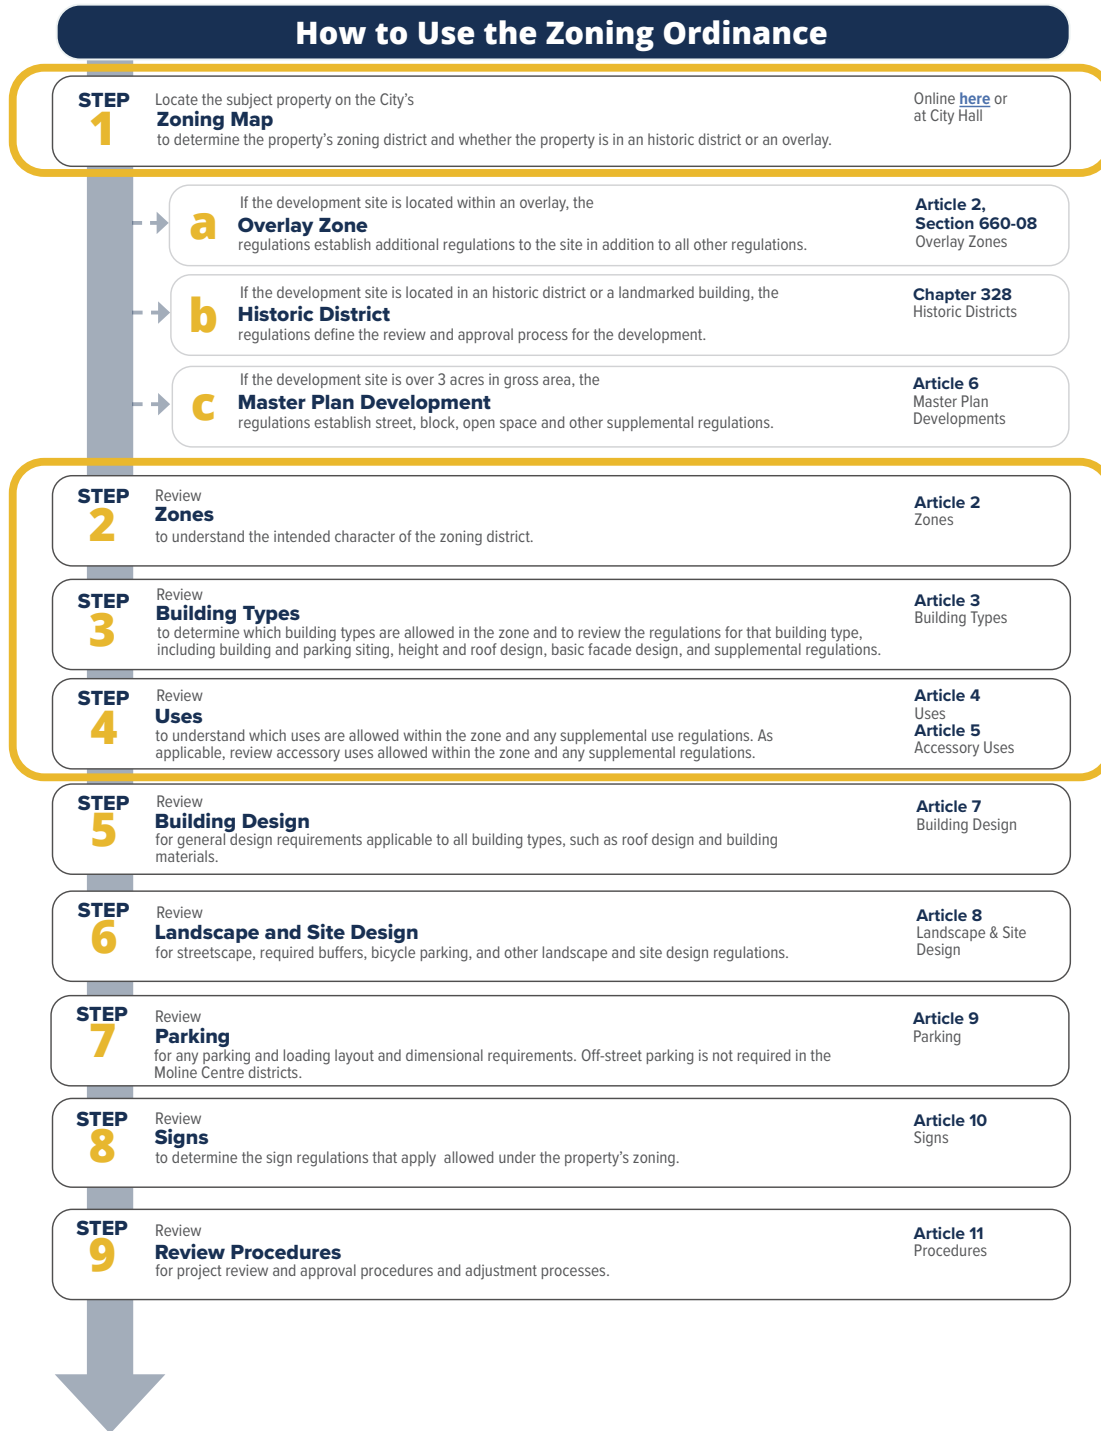 How to Use the Zoning Ordinance
STEP
1
Locate the subject property on the City's
Zoning Map
to determine the property's zoning district and whether the property is in an historic district or an overlay.
Online here or
at City Hall
a
If the development site is located within an overlay, the
Overlay Zone
regulations establish additional regulations to the site in addition to all other regulations.
Article 2,
Section 660-08
Overlay Zones
b
If the development site is located in an historic district or a landmarked building, the
Historic District
regulations define the review and approval process for the development.
Chapter 328
Historic Districts
c
If the development site is over 3 acres in gross area, the
Master Plan Development
regulations establish street, block, open space and other supplemental regulations.
Article 6
Master Plan
Developments
STEP
2
Review
Zones
to understand the intended character of the zoning district.
Article 2
Zones
STEP
3
Review
Building Types
to determine which building types are allowed in the zone and to review the regulations for that building type,
including building and parking siting, height and roof design, basic facade design, and supplemental regulations.
Article 3
Building Types
STEP
4
Review
Uses
to understand which uses are allowed within the zone and any supplemental use regulations. As
applicable, review accessory uses allowed within the zone and any supplemental regulations.
Article 4
Uses
Article 5
Accessory Uses
STEP
5
Review
Building Design
for general design requirements applicable to all building types, such as roof design and building
materials.
Article 7
Building Design
STEP
6
Review
Landscape and Site Design
for streetscape, required buffers, bicycle parking, and other landscape and site design regulations.
Article 8
Landscape & Site
Design
STEP
7
Review
Parking
for any parking and loading layout and dimensional requirements. Off-street parking is not required in the
Moline Centre districts.
Article 9
Parking
STEP
8
Review
Signs
to determine the sign regulations that apply  allowed under the property's zoning.
Article 10
Signs
STEP
9
Review
Review Procedures
for project review and approval procedures and adjustment processes.
Article 11
Procedures